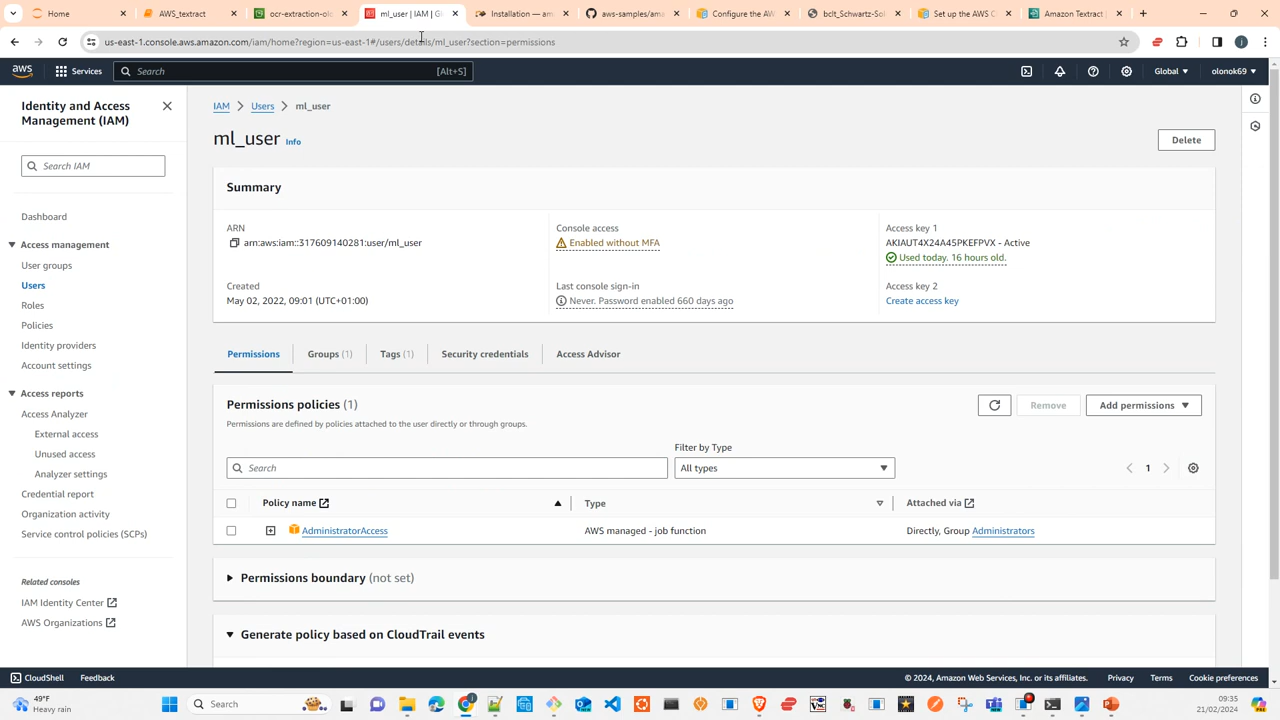 Home
AWS_textract
ocr-extraction-ole
ml_user | IAM | Gl
Installation — am
aws-samples/ama
Configure the AW
bcit_Schwartz-Sol
Set up the AWS C
Amazon Textract |
us-east-1.console.aws.amazon.com/iam/home?region=us-east-1#/users/details/ml_user?section=permissions
aws
Services
Search
[Alt+S]
Global
olonok69
Identity and Access
Management (IAM)
Search IAM
Dashboard
Access management
User groups
Users
Roles
Policies
Identity providers
Account settings
Access reports
Access Analyzer
External access
Unused access
Analyzer settings
Credential report
Organization activity
Service control policies (SCPs)
Related consoles
IAM Identity Center
AWS Organizations
IAM > Users > ml_user
ml_user Info
Delete
Summary
ARN
arn:aws:iam::317609140281:user/ml_user
Console access
Enabled without MFA
Access key 1
AKIAUT4X24A45PKEFPVX - Active
Used today. 16 hours old.
Created
May 02, 2022, 09:01 (UTC+01:00)
Last console sign-in
Never. Password enabled 660 days ago
Access key 2
Create access key
Permissions
Groups (1)
Tags (1)
Security credentials
Access Advisor
Permissions policies (1)
Remove
Add permissions
Permissions are defined by policies attached to the user directly or through groups.
Filter by Type
Search
All types
1
Policy name
Type
Attached via
AdministratorAccess
AWS managed - job function
Directly, Group Administrators
Permissions boundary (not set)
Generate policy based on CloudTrail events
CloudShell
Feedback
© 2024, Amazon Web Services, Inc. or its affiliates.
Privacy
Terms
Cookie preferences
49°F
Heavy rain
Search
09:35
21/02/2024